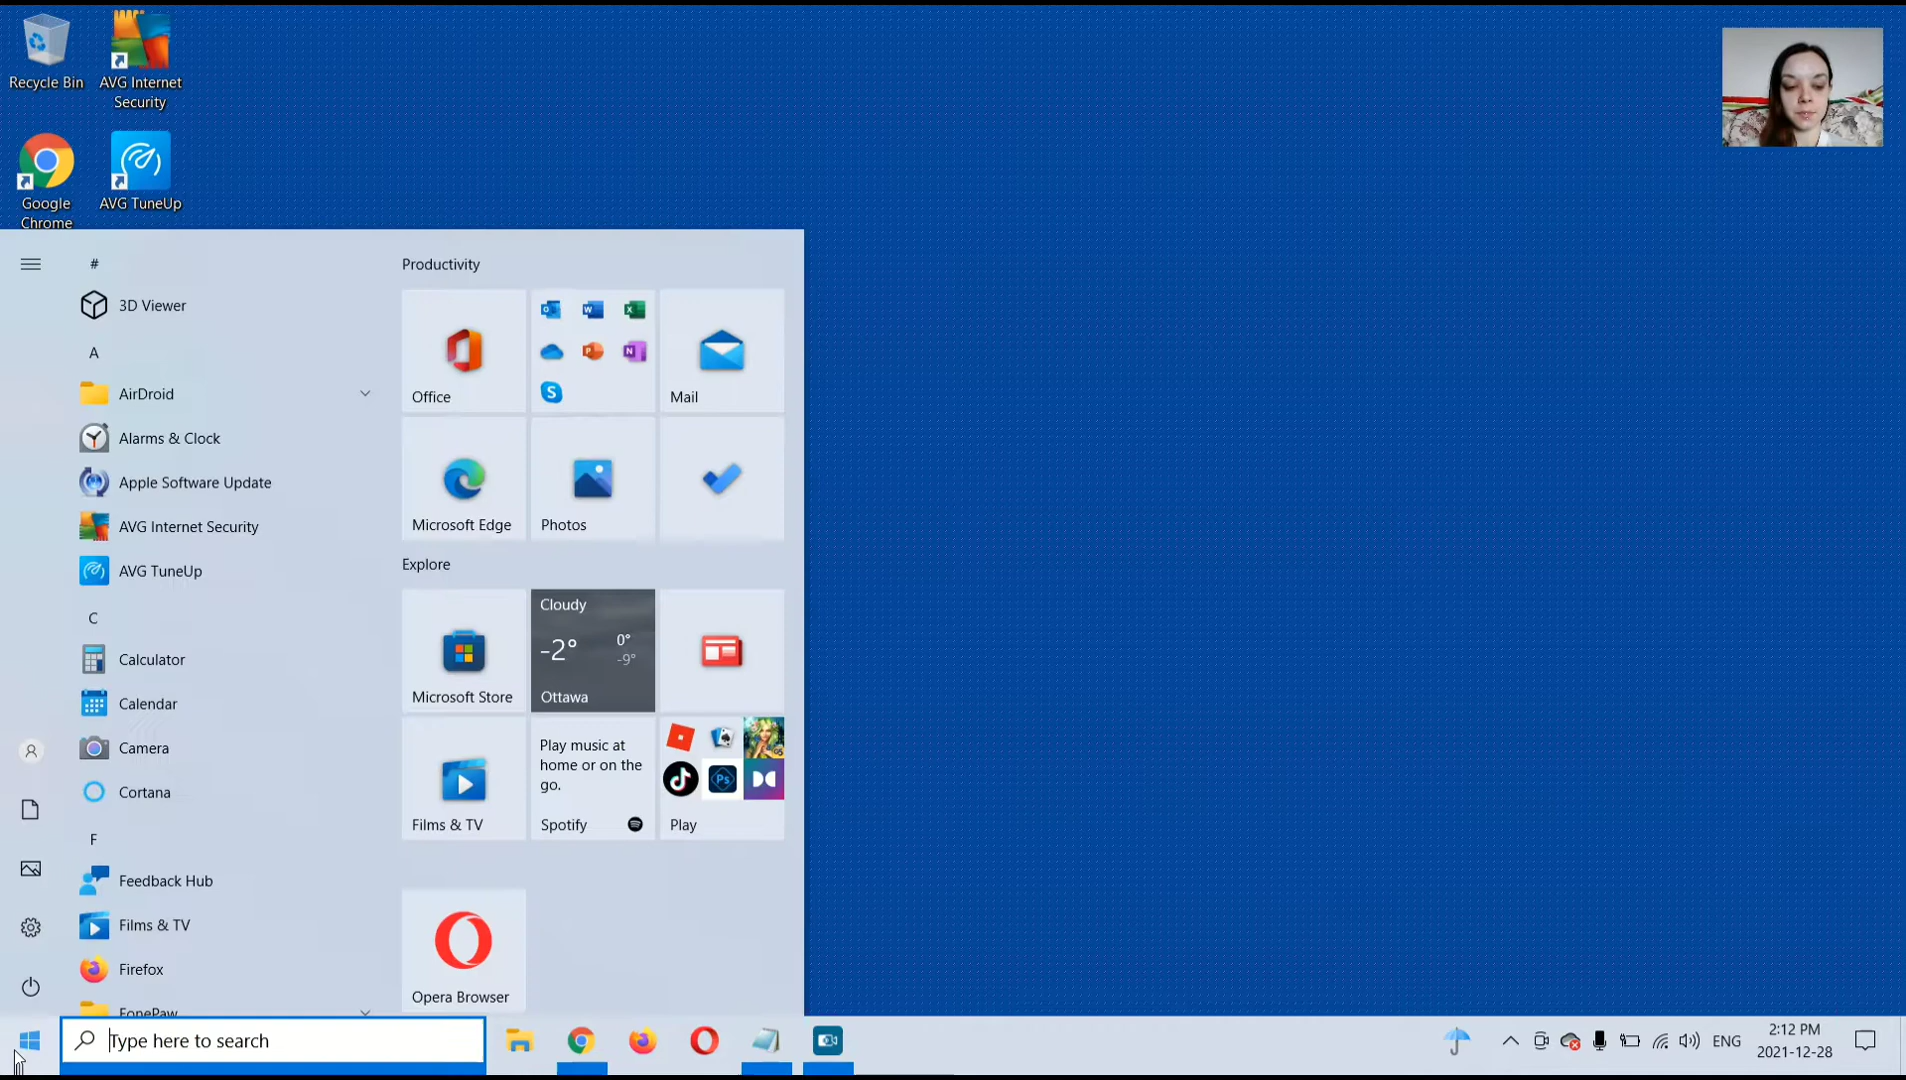 Recycle Bin
AVG Internet
Security
Google
Chrome
AVG TuneUp
#
3D Viewer
A
AirDroid
Alarms & Clock
Apple Software Update
AVG Internet Security
AVG TuneUp
C
Calculator
Calendar
Camera
Cortana
F
Feedback Hub
Films & TV
Firefox
FonePaw
Productivity
Office
Mail
Microsoft Edge
Photos
Explore
Microsoft Store
Cloudy
-2°
0°
-9°
Ottawa
Films & TV
Play music at
home or on the
go.
Spotify
Ps
Play
Opera Browser
Type here to search
ENG
2:12 PM
2021-12-28